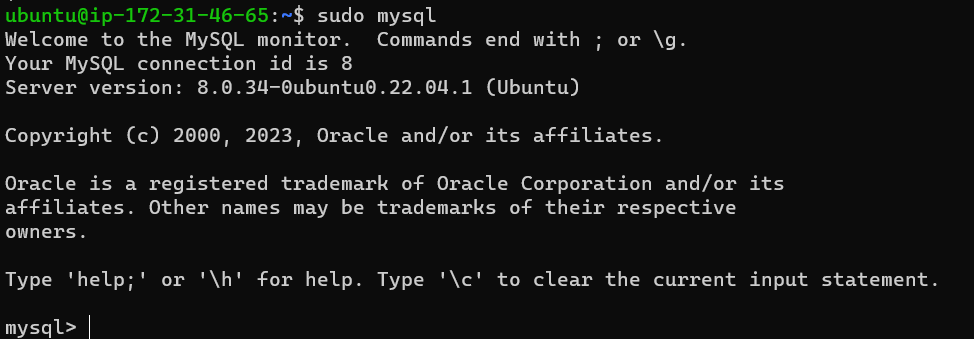 ubuntu@ip-172-31-46-65:~$ sudo mysql
Welcome to the MySQL monitor.  Commands end with ; or \g.
Your MySQL connection id is 8
Server version: 8.0.34-0ubuntu0.22.04.1 (Ubuntu)
Copyright (c) 2000, 2023, Oracle and/or its affiliates.
Oracle is a registered trademark of Oracle Corporation and/or its
affiliates. Other names may be trademarks of their respective
owners.
Type 'help;' or '\h' for help. Type '\c' to clear the current input statement.
mysql>